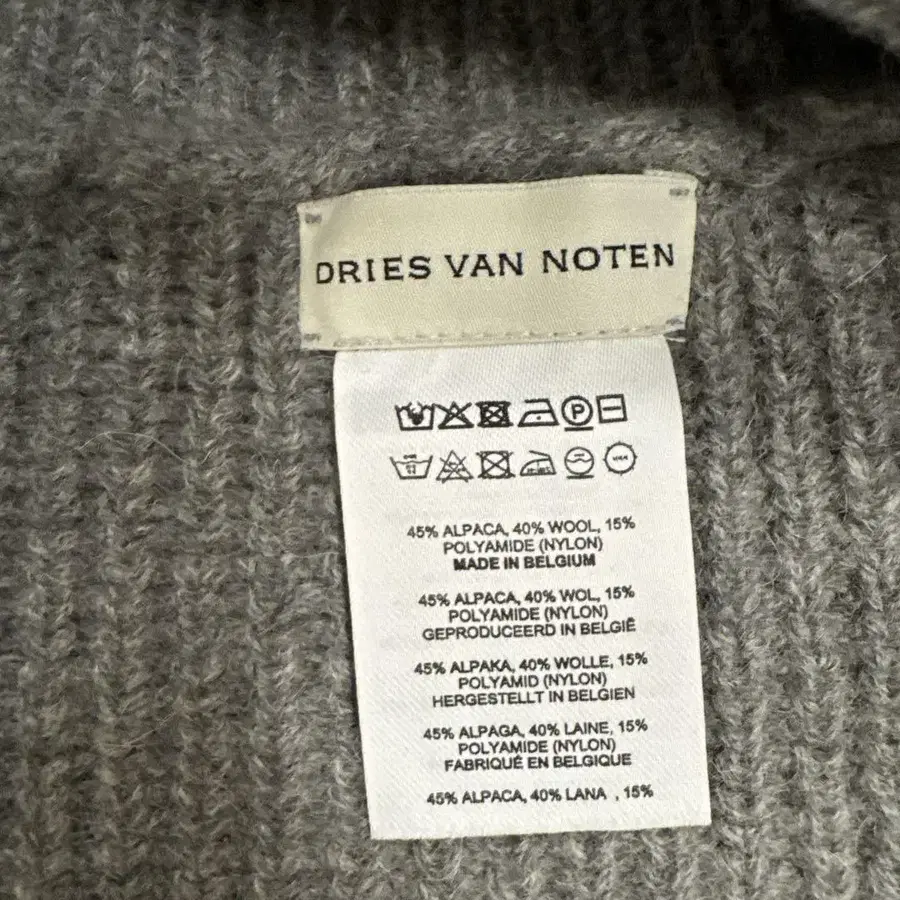 DRIES VAN NOTEN
P
45% ALPACA, 40% WOOL, 15%
POLYAMIDE (NYLON)
MADE IN BELGIUM
45% ALPACA, 40% WOL, 15%
POLYAMIDE (NYLON)
GEPRODUCEERD IN BELGIË
45% ALPAKA, 40% WOLLE, 15%
POLYAMID (NYLON)
HERGESTELLT IN BELGIEN
45% ALPAGA, 40% LAINE, 15%
POLYAMIDE (NYLON)
FABRIQUÉ EN BELGIQUE
45% ALPACA, 40% LANA , 15%